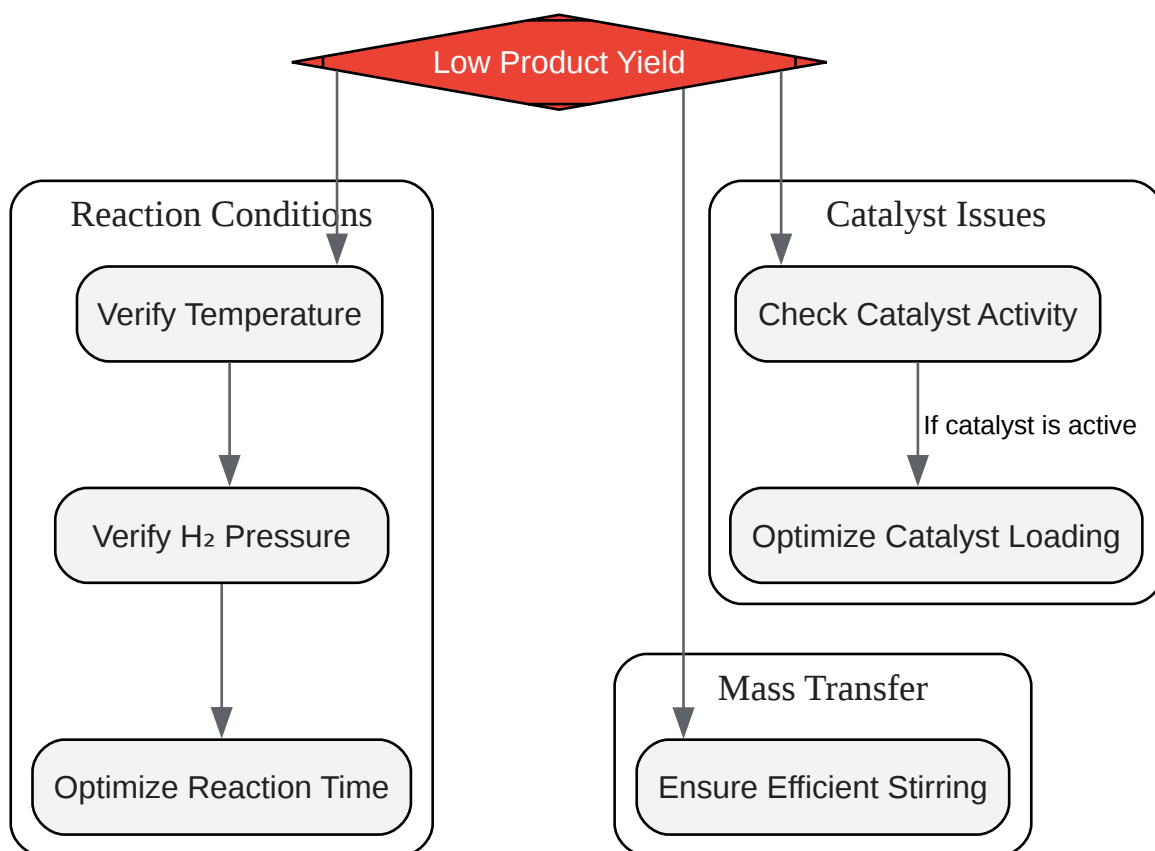 Low Product Yield
Reaction Conditions
Verify Temperature
Verify H₂ Pressure
Optimize Reaction Time
Catalyst Issues
Check Catalyst Activity
If catalyst is active
Optimize Catalyst Loading
Mass Transfer
Ensure Efficient Stirring